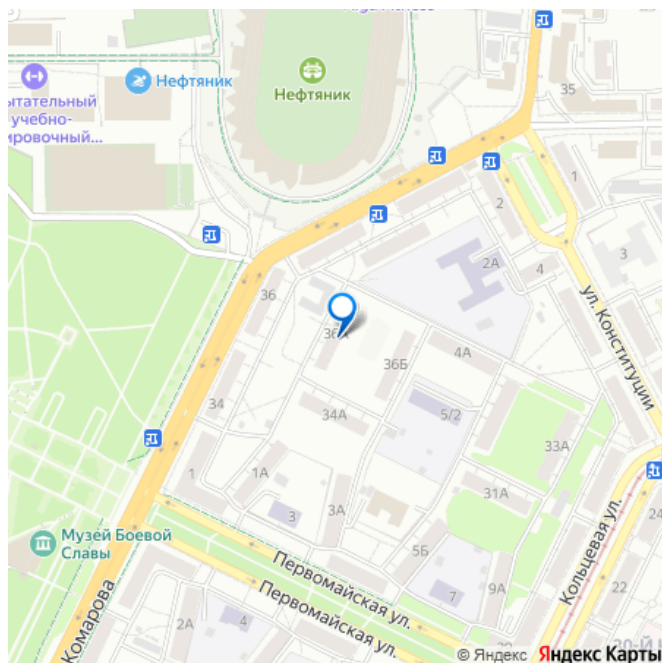 Нефтяник
Нефтяник
35
ытательный
учебно-
ировочный...
1
2
3
2А
4
ул. Конституции
36
36А
36Б
4А
34
34А
5/2
33А
1
1А
3
3А
31А
5Б
9А
7
24
22
Кольцевая ул.
Музей Боевой
Славы
Первомайская ул.
Первомайская ул.
Комарова
2А
4
20-й
© Яндекс Яндекс Карты